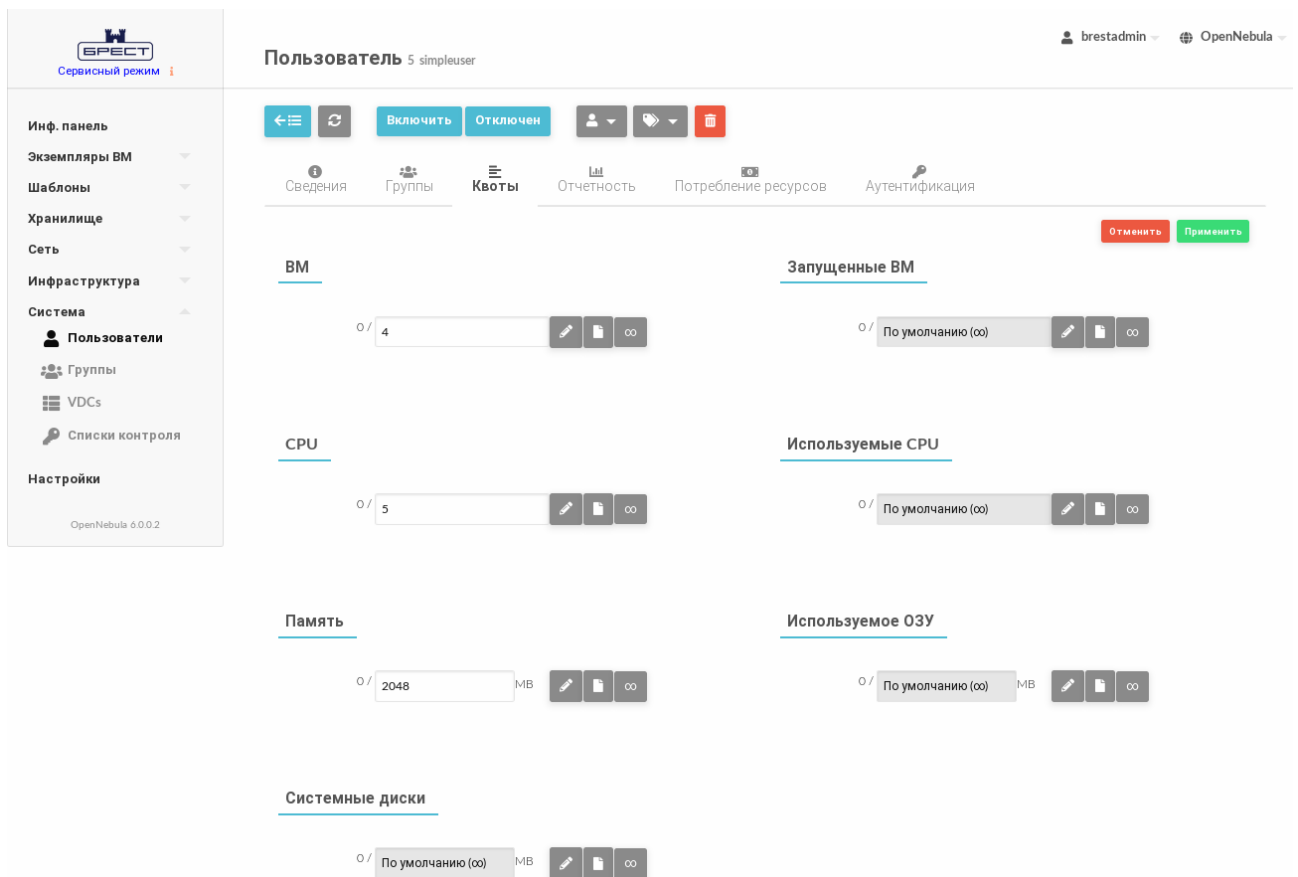 БРЕСТ
Сервисный режим
Пользователь 5 simpleuser
brestadmin
OpenNebula
Инф. панель
Экземпляры ВМ
Шаблоны
Хранилище
Сеть
Инфраструктура
Система
Пользователи
Группы
VDCs
Списки контроля
Настройки
OpenNebula 6.0.0.2
Включить Отключен
Сведения Группы Квоты Отчетность Потребление ресурсов Аутентификация
Отменить Применить
ВМ Запущенные ВМ
0 / 4 ∞ 0 / По умолчанию (∞) ∞
CPU Используемые CPU
0 / 5 ∞ 0 / По умолчанию (∞) ∞
Память Используемое ОЗУ
0 / 2048 MB ∞ 0 / По умолчанию (∞) MB ∞
Системные диски
0 / По умолчанию (∞) MB ∞